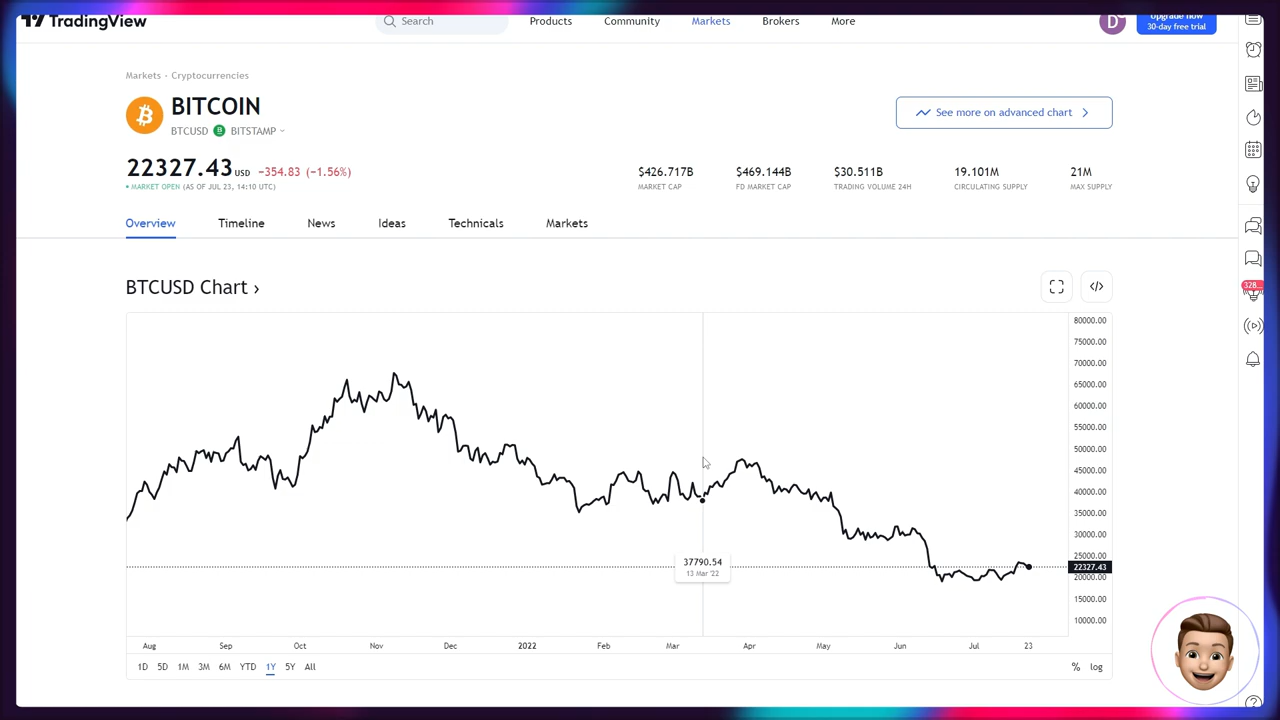 TradingView
Search
Products
Community
Markets
Brokers
More
D
Upgrade now
30-day free trial
Markets · Cryptocurrencies
BITCOIN
BTCUSD B BITSTAMP
See more on advanced chart
22327.43 USD −354.83 (−1.56%)
MARKET OPEN (AS OF JUL 23, 14:10 UTC)
$426.717B
MARKET CAP
$469.144B
FD MARKET CAP
$30.511B
TRADING VOLUME 24H
19.101M
CIRCULATING SUPPLY
21M
MAX SUPPLY
Overview
Timeline
News
Ideas
Technicals
Markets
328...
BTCUSD Chart ›
80000.00
75000.00
70000.00
65000.00
60000.00
55000.00
50000.00
45000.00
40000.00
35000.00
30000.00
25000.00
22327.43
20000.00
15000.00
10000.00
37790.54
13 Mar '22
Aug Sep Oct Nov Dec 2022 Feb Mar Apr May Jun Jul 23
1D 5D 1M 3M 6M YTD 1Y 5Y All
% log